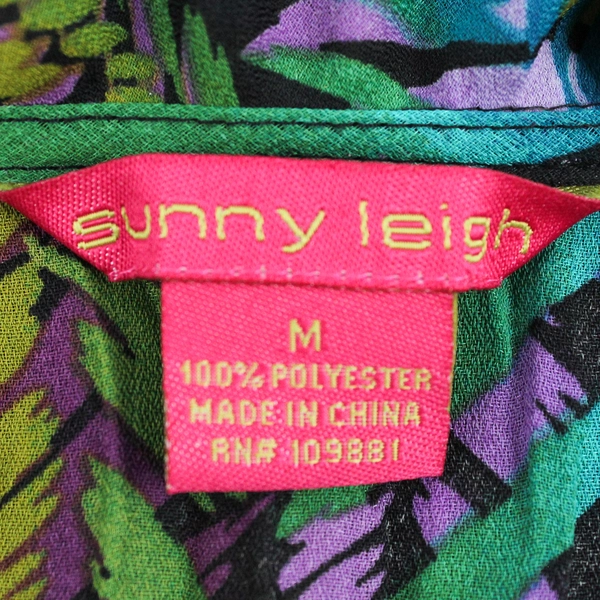 sunny leigh
M
100% POLYESTER
MADE IN CHINA
RN# 109881